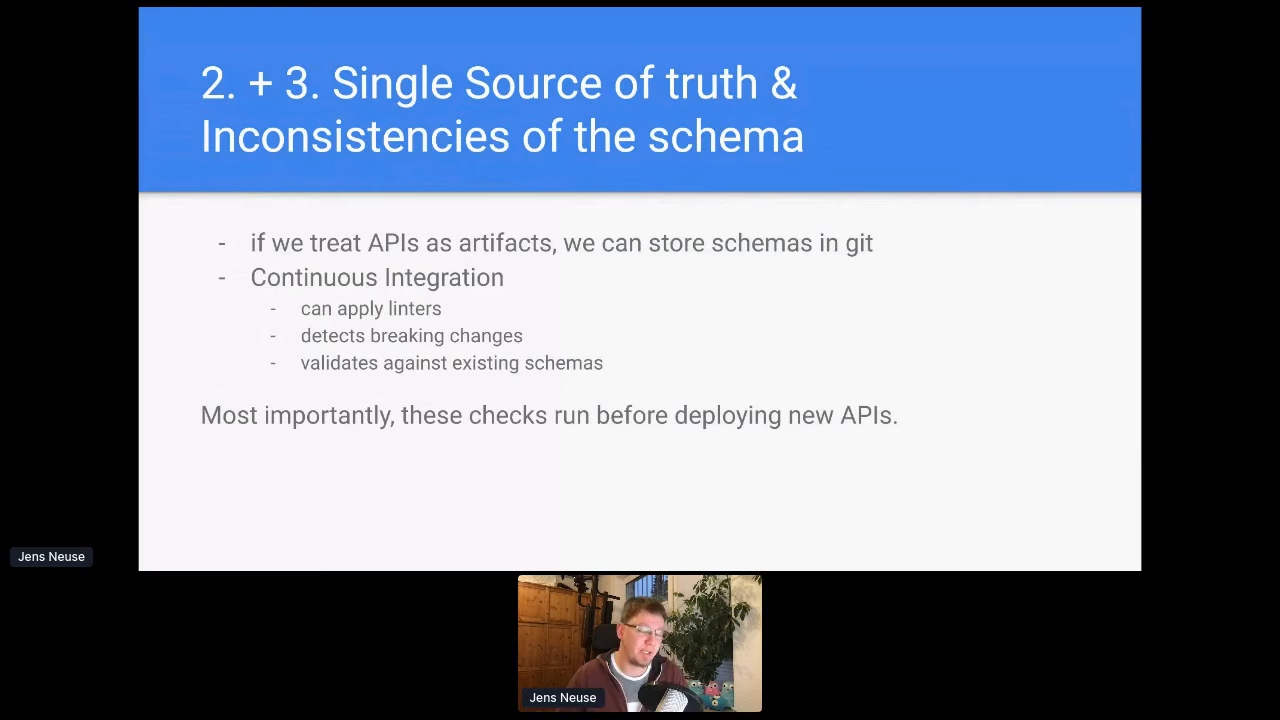 2. + 3. Single Source of truth &
Inconsistencies of the schema
- if we treat APIs as artifacts, we can store schemas in git
- Continuous Integration
- can apply linters
- detects breaking changes
- validates against existing schemas
Most importantly, these checks run before deploying new APIs.
Jens Neuse
Jens Neuse